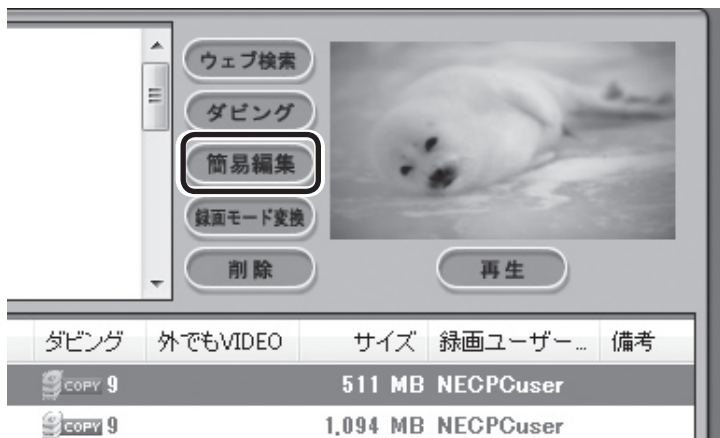 ウェブ検索
ダビング
簡易編集
録画モード変換
削除
再生
ダビング 外でもVIDEO サイズ 録画ユーザー... 備考
COPY 9 511 MB NECPCuser
COPY 9 1,094 MB NECPCuser